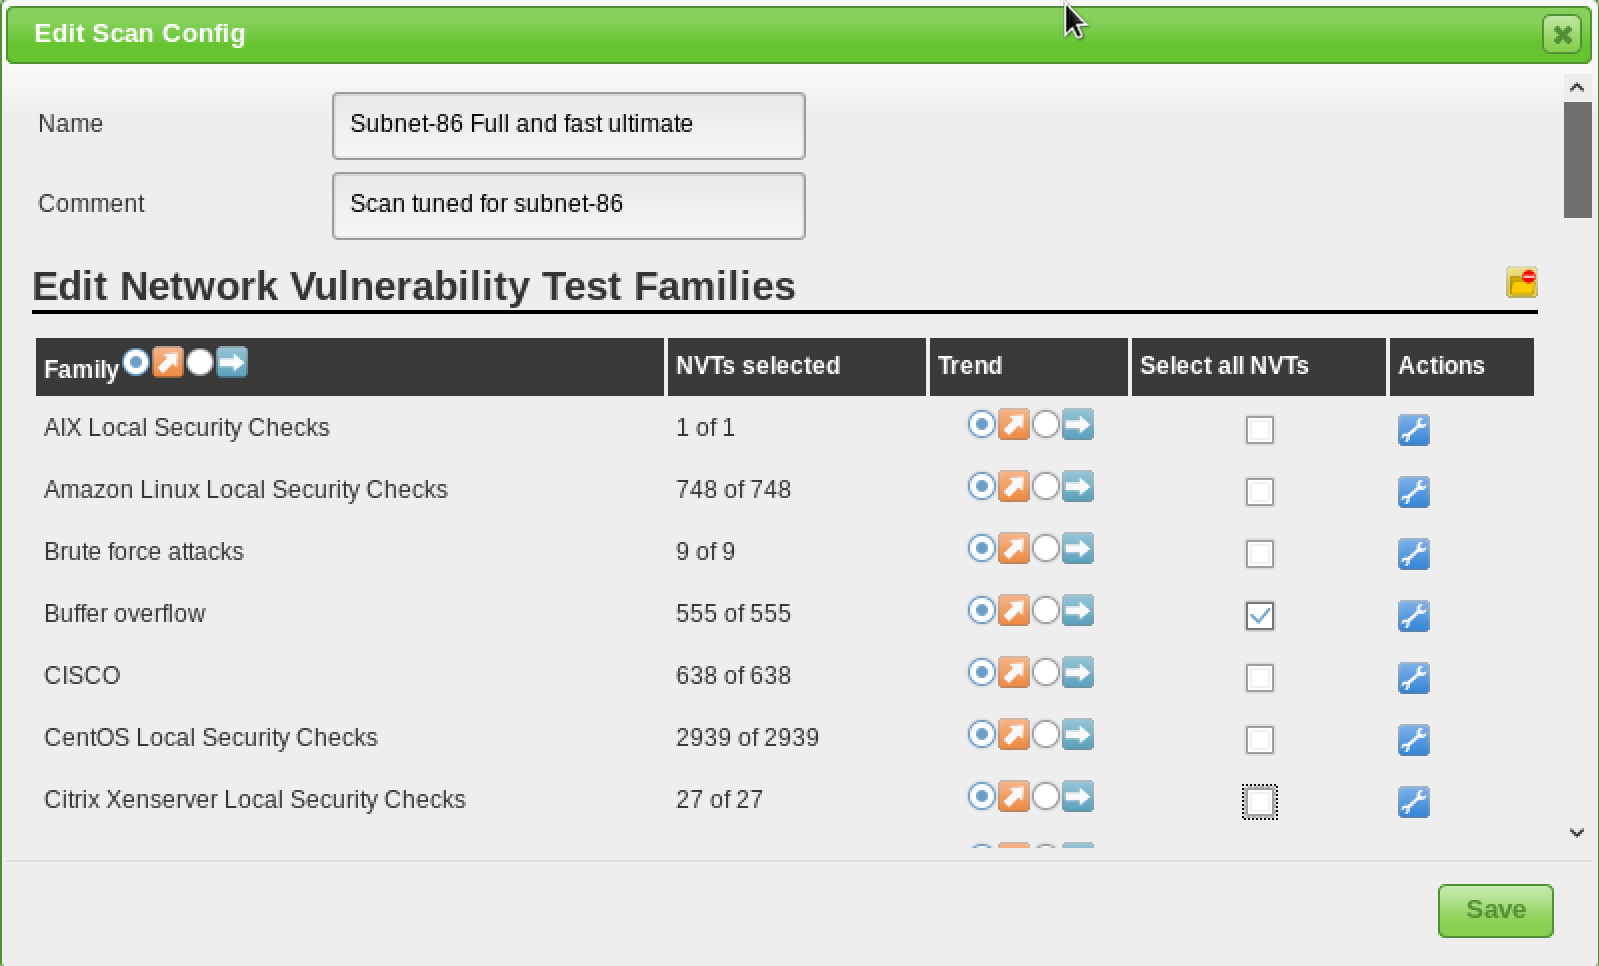 Edit Scan Config
Name Subnet-86 Full and fast ultimate
Comment Scan tuned for subnet-86
Edit Network Vulnerability Test Families
Family NVTs selected Trend Select all NVTs Actions
AIX Local Security Checks 1 of 1
Amazon Linux Local Security Checks 748 of 748
Brute force attacks 9 of 9
Buffer overflow 555 of 555
CISCO 638 of 638
CentOS Local Security Checks 2939 of 2939
Citrix Xenserver Local Security Checks 27 of 27
Save